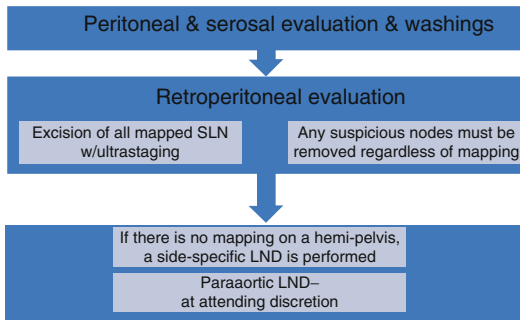 Peritoneal & serosal evaluation & washings
Retroperitoneal evaluation
Excision of all mapped SLN
w/ultrastaging
Any suspicious nodes must be
removed regardless of mapping
If there is no mapping on a hemi-pelvis,
a side-specific LND is performed
Paraaortic LND–
at attending discretion